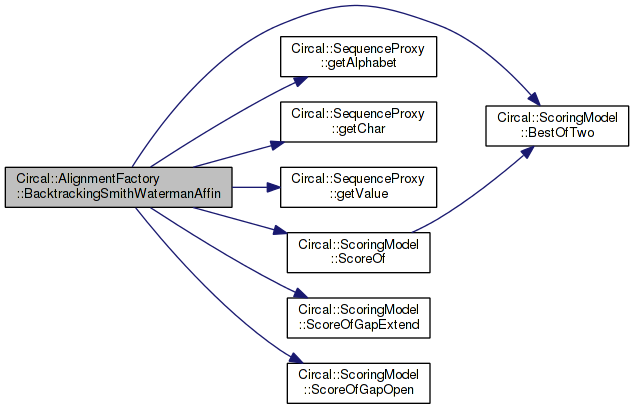 Circal::AlignmentFactory
::BacktrackingSmithWatermanAffin
Circal::SequenceProxy
::getAlphabet
Circal::SequenceProxy
::getChar
Circal::SequenceProxy
::getValue
Circal::ScoringModel
::ScoreOf
Circal::ScoringModel
::ScoreOfGapExtend
Circal::ScoringModel
::ScoreOfGapOpen
Circal::ScoringModel
::BestOfTwo